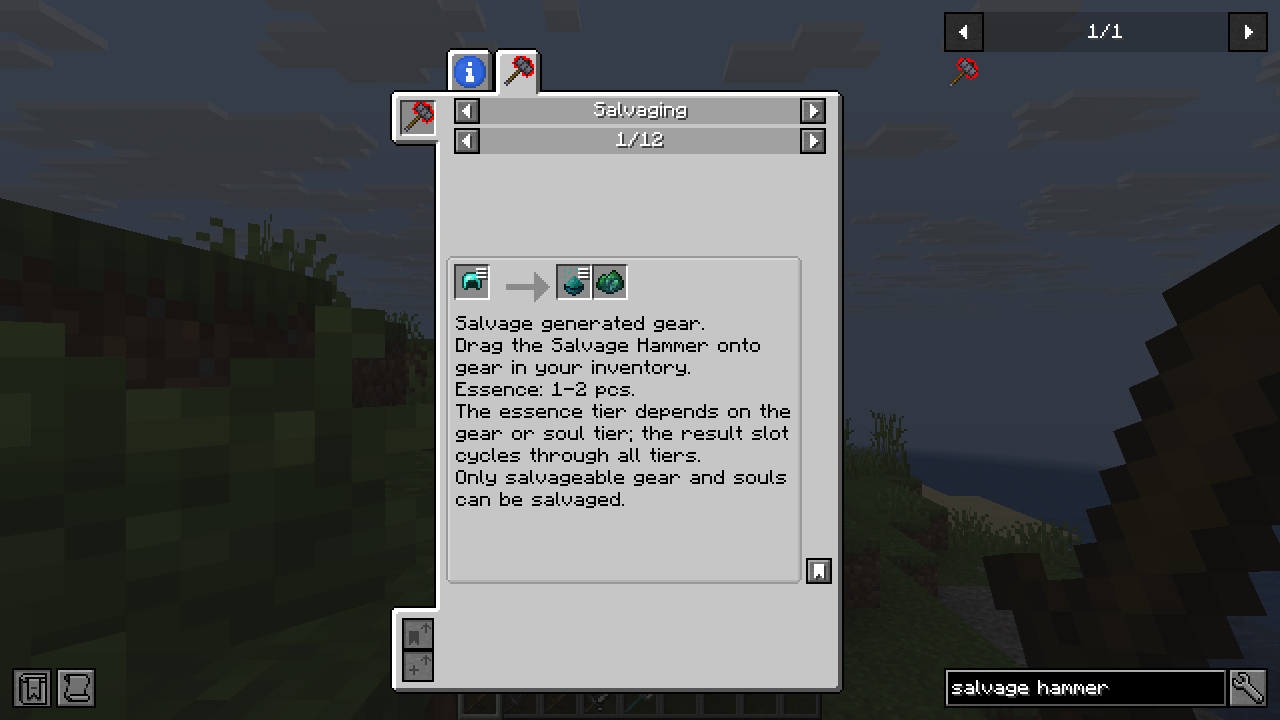 1/1
Salvaging
1/12
Salvage generated gear.
Drag the Salvage Hammer onto
gear in your inventory.
Essence: 1-2 pcs.
The essence tier depends on the
gear or soul tier; the result slot
cycles through all tiers.
Only salvageable gear and souls
can be salvaged.
salvage hammer